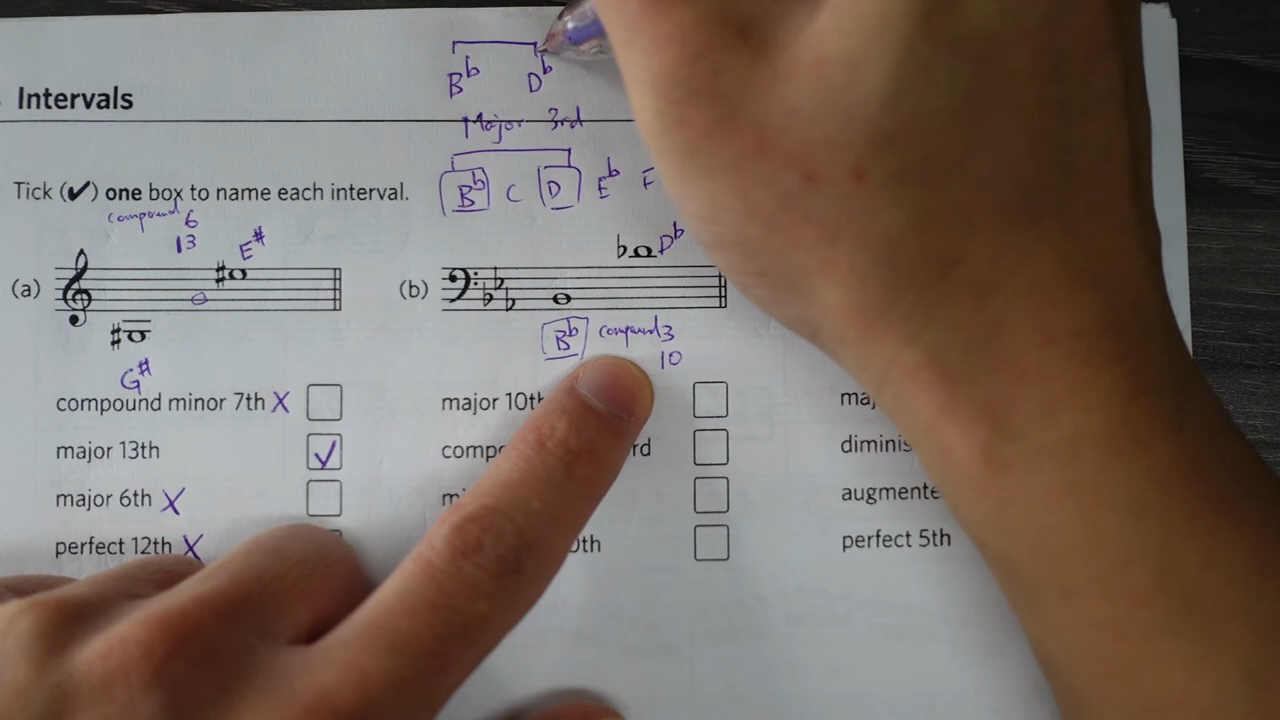 B♭ D♭
Intervals
Major 3rd
B♭ C D E♭ F
Tick (✔) one box to name each interval.
compound 6
13
E#
D♭
(a)
(b)
G#
B♭ compound 3
10
compound minor 7th X
major 10th
major 13th ✓
rd
major 6th X
perfect 12th X
perfect 5th